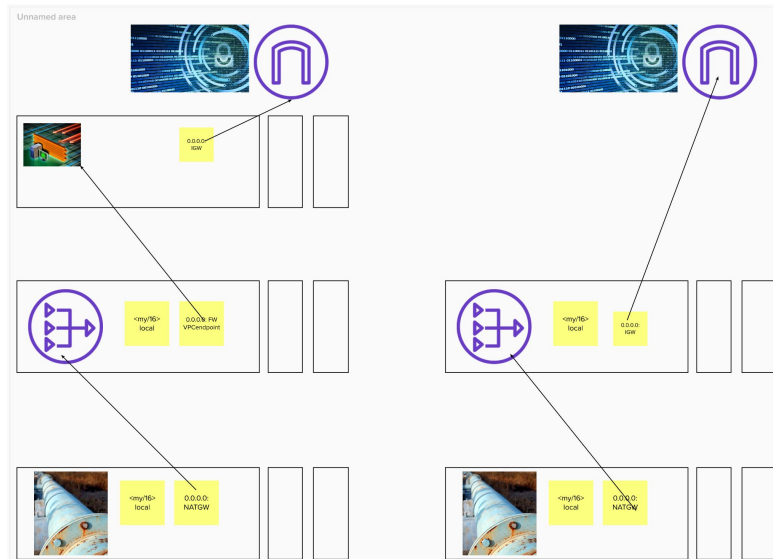 Unnamed area
0.0.0.0:
IGW
<my/16>
local
0.0.0.0: FW
VPCendpoint
<my/16>
local
0.0.0.0:
IGW
<my/16>
local
0.0.0.0:
NATGW
<my/16>
local
0.0.0.0:
NATGW